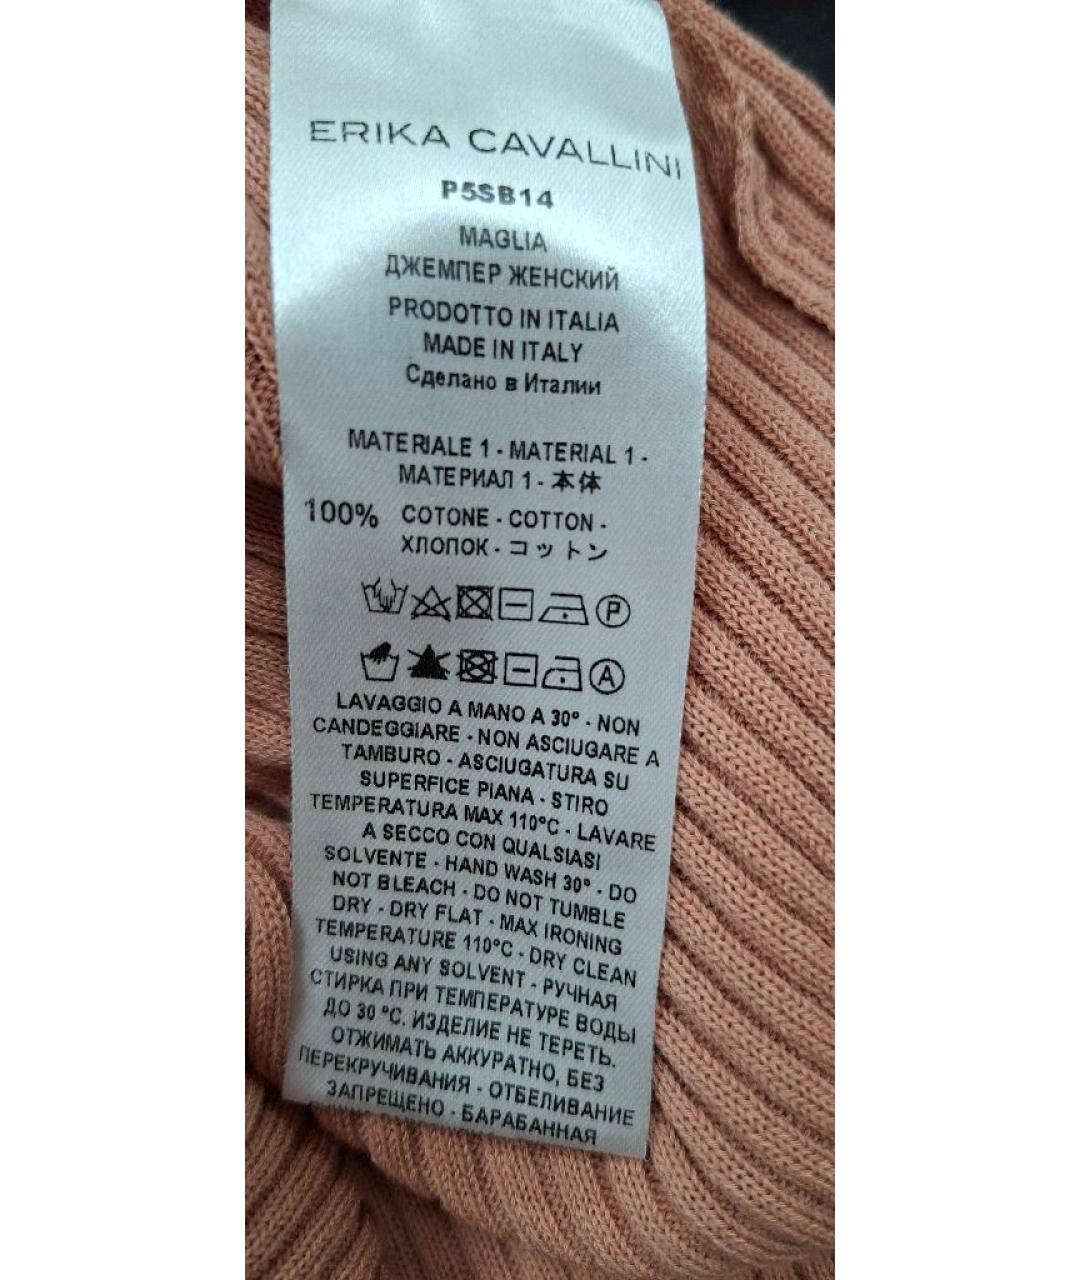 ERIKA CAVALLINI
P5SB14
MAGLIA
ДЖЕМПЕР ЖЕНСКИЙ
PRODOTTO IN ITALIA
MADE IN ITALY
Сделано в Италии
MATERIALE 1 - MATERIAL 1 -
МАТЕРИАЛ 1 - 本体
100% COTONE - COTTON -
ХЛОПОК - コットン
P
A
LAVAGGIO A MANO A 30° - NON
CANDEGGIARE - NON ASCIUGARE A
TAMBURO - ASCIUGATURA SU
SUPERFICE PIANA - STIRO
TEMPERATURA MAX 110°C - LAVARE
A SECCO CON QUALSIASI
SOLVENTE - HAND WASH 30° - DO
NOT BLEACH - DO NOT TUMBLE
DRY - DRY FLAT - MAX IRONING
TEMPERATURE 110°C - DRY CLEAN
USING ANY SOLVENT - РУЧНАЯ
СТИРКА ПРИ ТЕМПЕРАТУРЕ ВОДЫ
ДО 30 °C. ИЗДЕЛИЕ НЕ ТЕРЕТЬ.
ОТЖИМАТЬ АККУРАТНО, БЕЗ
ПЕРЕКРУЧИВАНИЯ - ОТБЕЛИВАНИЕ
ЗАПРЕЩЕНО - БАРАБАННАЯ